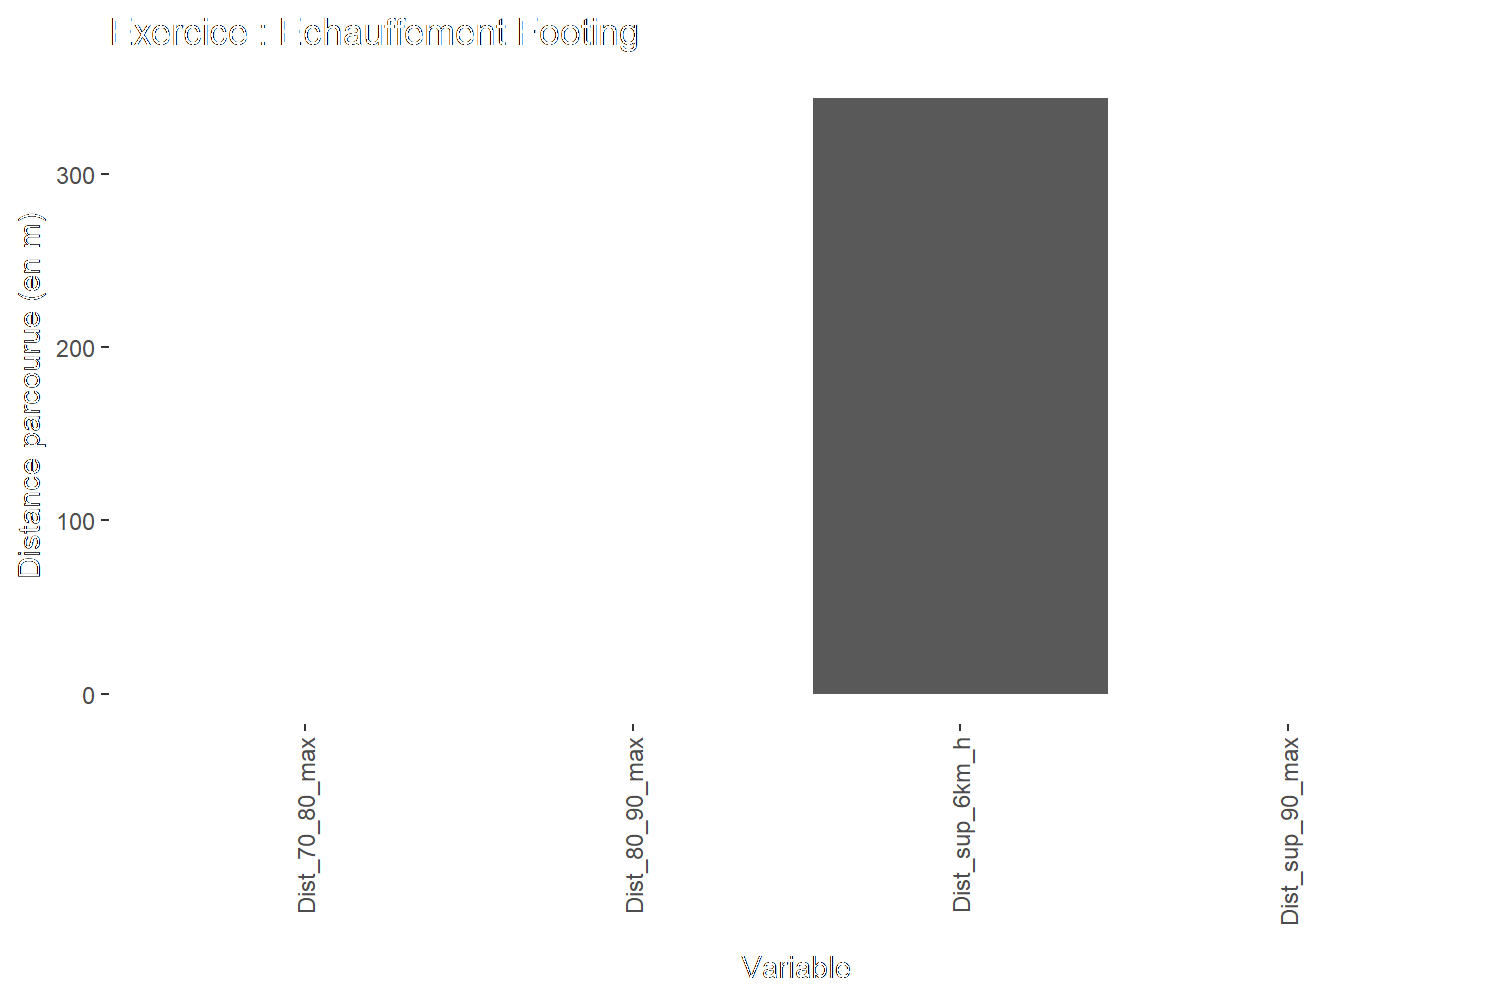 Exercice : Echauffement Footing
Distance parcourue (en m)
300
200
100
0
Dist_70_80_max
Dist_80_90_max
Dist_sup_6km_h
Dist_sup_90_max
Variable